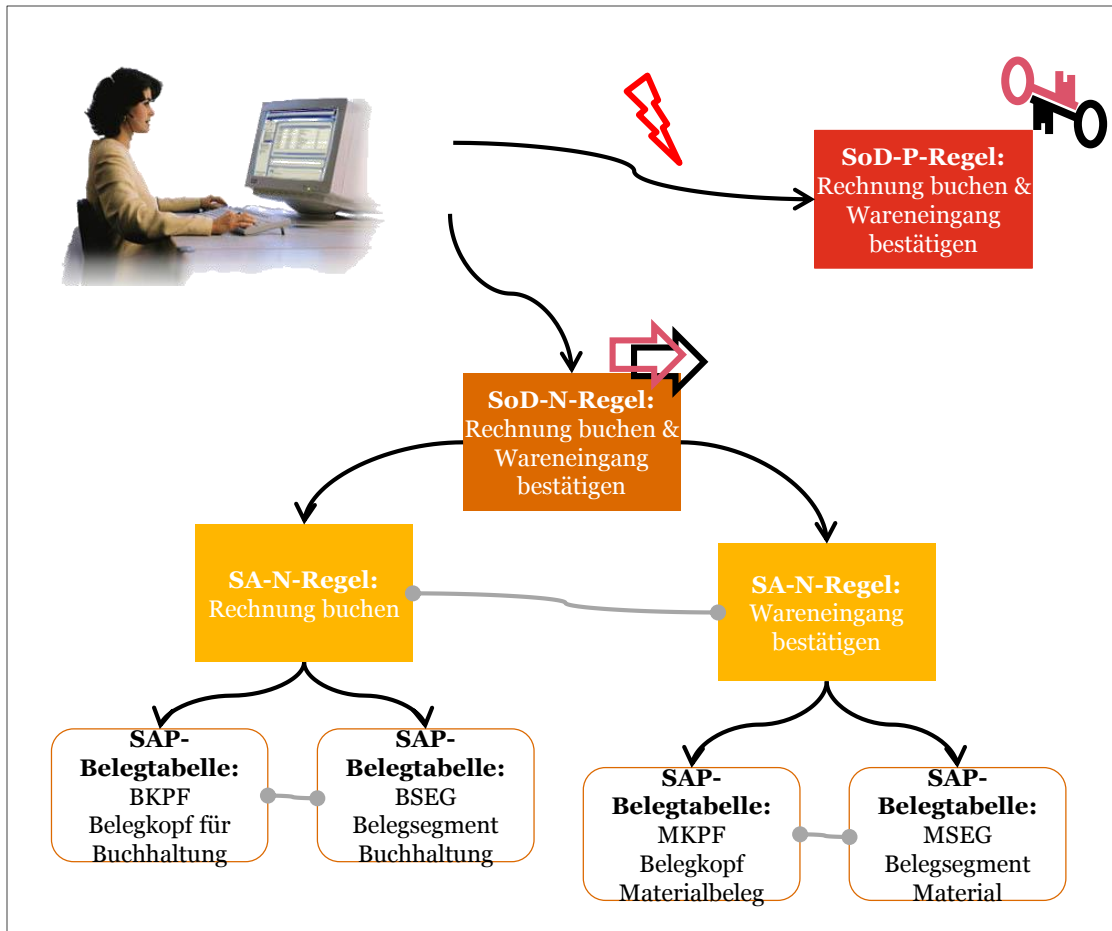 SoD-P-Regel:
Rechnung buchen &
Wareneingang
bestätigen
SoD-N-Regel:
Rechnung buchen &
Wareneingang
bestätigen
SA-N-Regel:
Rechnung buchen
SA-N-Regel:
Wareneingang
bestätigen
SAP-
Belegtabelle:
BKPF
Belegkopf für
Buchhaltung
SAP-
Belegtabelle:
BSEG
Belegsegment
Buchhaltung
SAP-
Belegtabelle:
MKPF
Belegkopf
Materialbeleg
SAP-
Belegtabelle:
MSEG
Belegsegment
Material